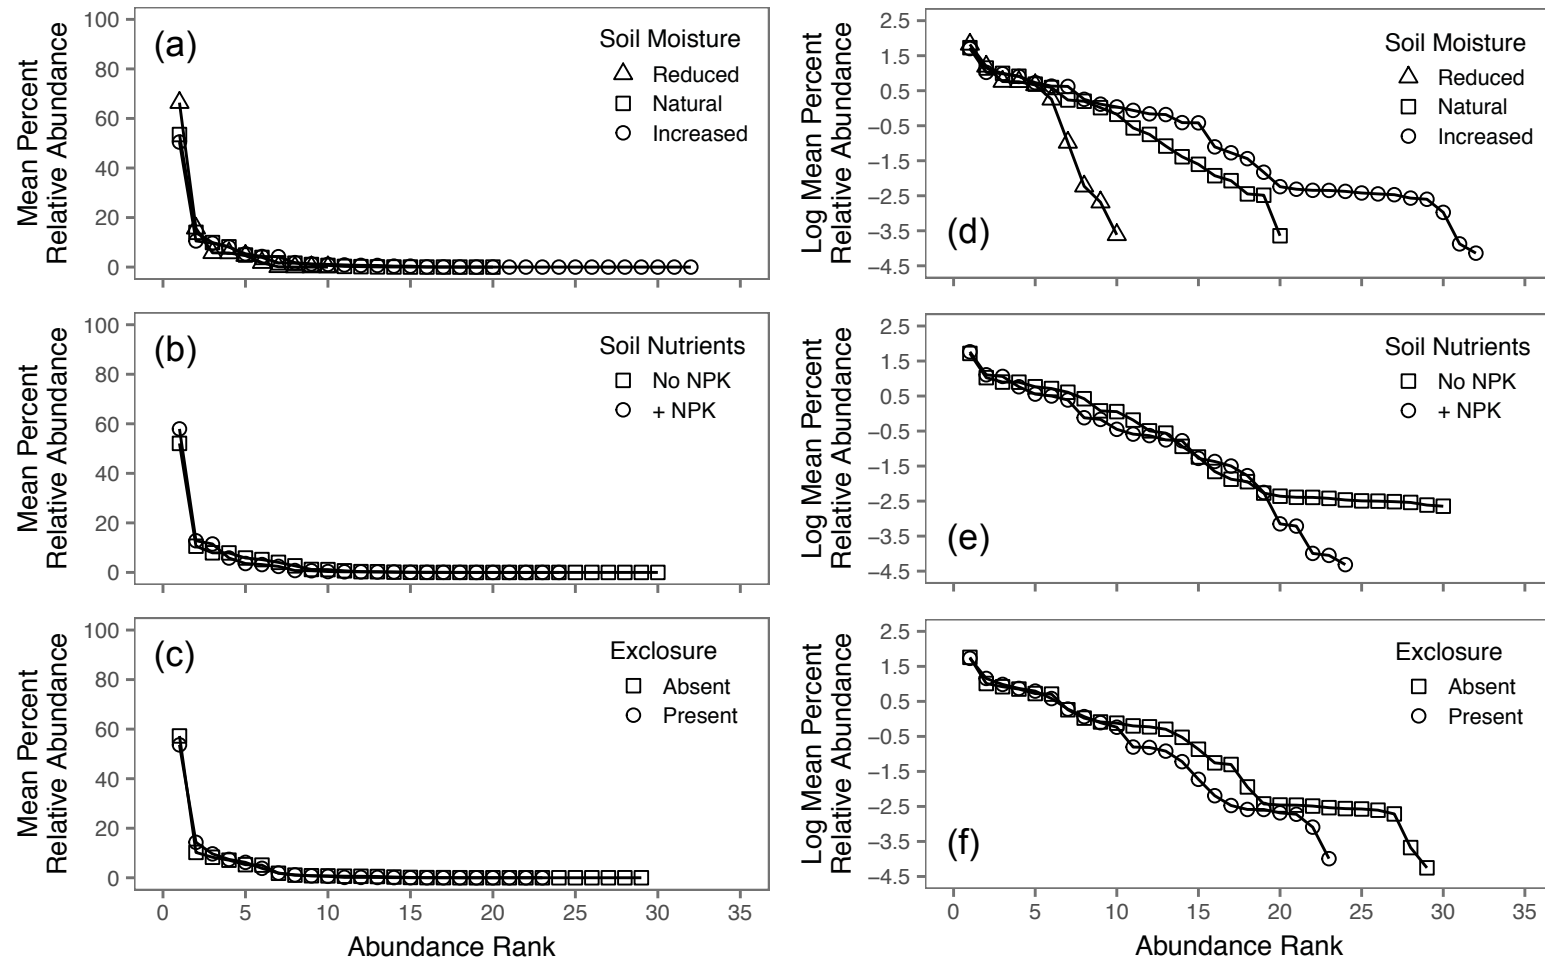 (a)
Mean Percent
Relative Abundance
100
80
60
40
20
0
Soil Moisture
Reduced
Natural
Increased
(d)
Log Mean Percent
Relative Abundance
2.5
1.5
0.5
−0.5
−1.5
−2.5
−3.5
−4.5
Soil Moisture
Reduced
Natural
Increased
(b)
Mean Percent
Relative Abundance
100
80
60
40
20
0
Soil Nutrients
No NPK
+ NPK
(e)
Log Mean Percent
Relative Abundance
2.5
1.5
0.5
−0.5
−1.5
−2.5
−3.5
−4.5
Soil Nutrients
No NPK
+ NPK
(c)
Mean Percent
Relative Abundance
100
80
60
40
20
0
Exclosure
Absent
Present
0 5 10 15 20 25 30 35
Abundance Rank
(f)
Log Mean Percent
Relative Abundance
2.5
1.5
0.5
−0.5
−1.5
−2.5
−3.5
−4.5
Exclosure
Absent
Present
0 5 10 15 20 25 30 35
Abundance Rank